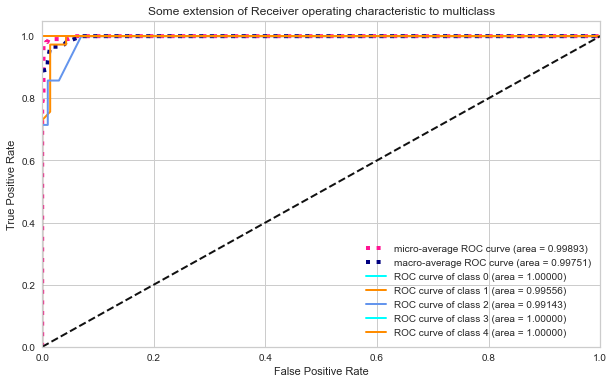 Some extension of Receiver operating characteristic to multiclass
1.0
0.8
0.6
0.4
0.2
0.0
True Positive Rate
micro-average ROC curve (area = 0.99893)
macro-average ROC curve (area = 0.99751)
ROC curve of class 0 (area = 1.00000)
ROC curve of class 1 (area = 0.99556)
ROC curve of class 2 (area = 0.99143)
ROC curve of class 3 (area = 1.00000)
ROC curve of class 4 (area = 1.00000)
0.0 0.2 0.4 0.6 0.8 1.0
False Positive Rate